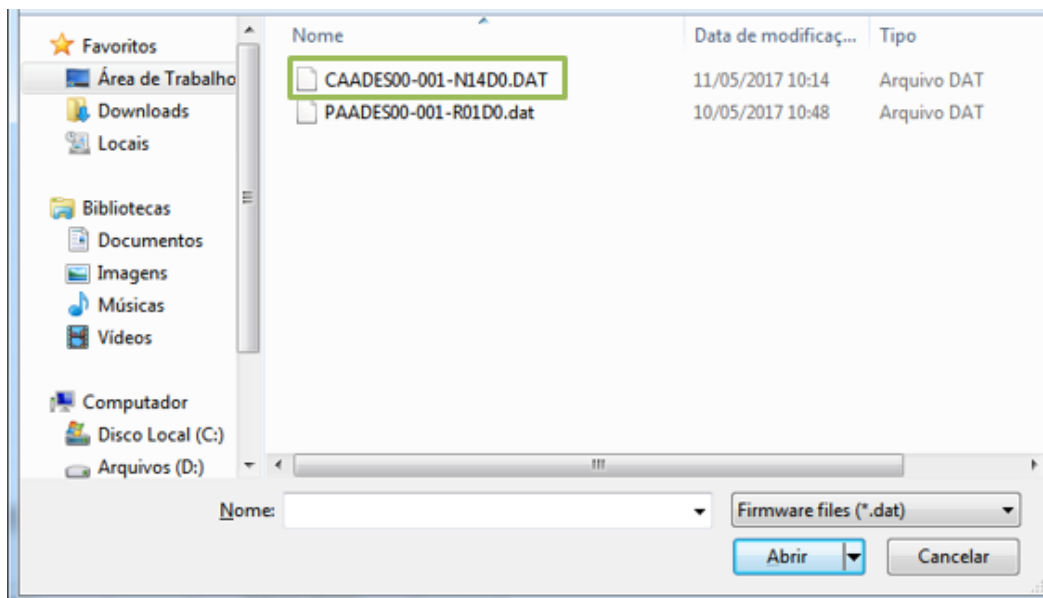 Favoritos
Área de Trabalho
Downloads
Locais
Bibliotecas
Documentos
Imagens
Músicas
Vídeos
Computador
Disco Local (C:)
Arquivos (D:)
Nome Data de modificaç... Tipo
CAADES00-001-N14D0.DAT 11/05/2017 10:14 Arquivo DAT
PAADES00-001-R01D0.dat 10/05/2017 10:48 Arquivo DAT
Nome: Firmware files (*.dat)
Abrir Cancelar